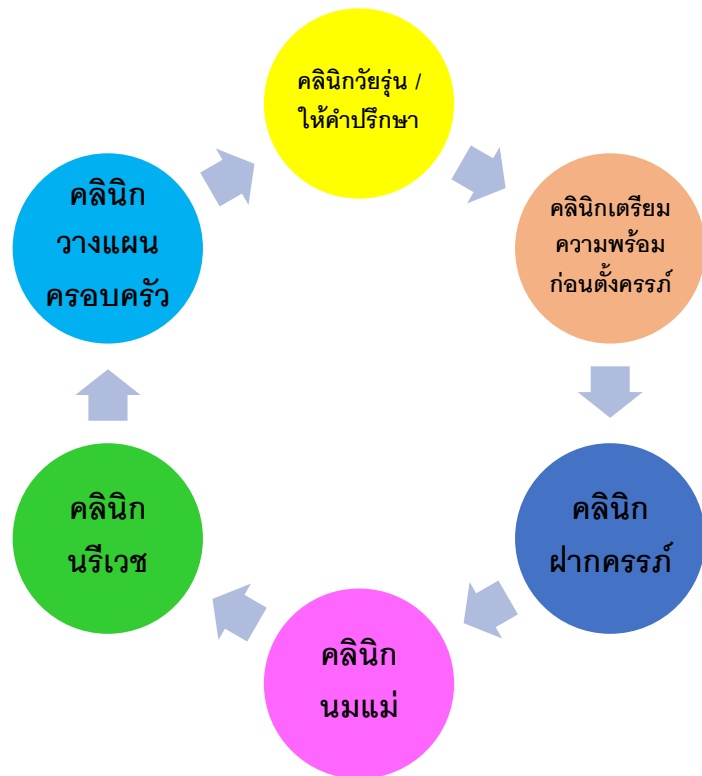 คลินิกวัยรุ่น /
ให้คำปรึกษา
คลินิกเตรียม
ความพร้อม
ก่อนตั้งครรภ์
คลินิก
ฝากครรภ์
คลินิก
นมแม่
คลินิก
นรีเวช
คลินิก
วางแผน
ครอบครัว